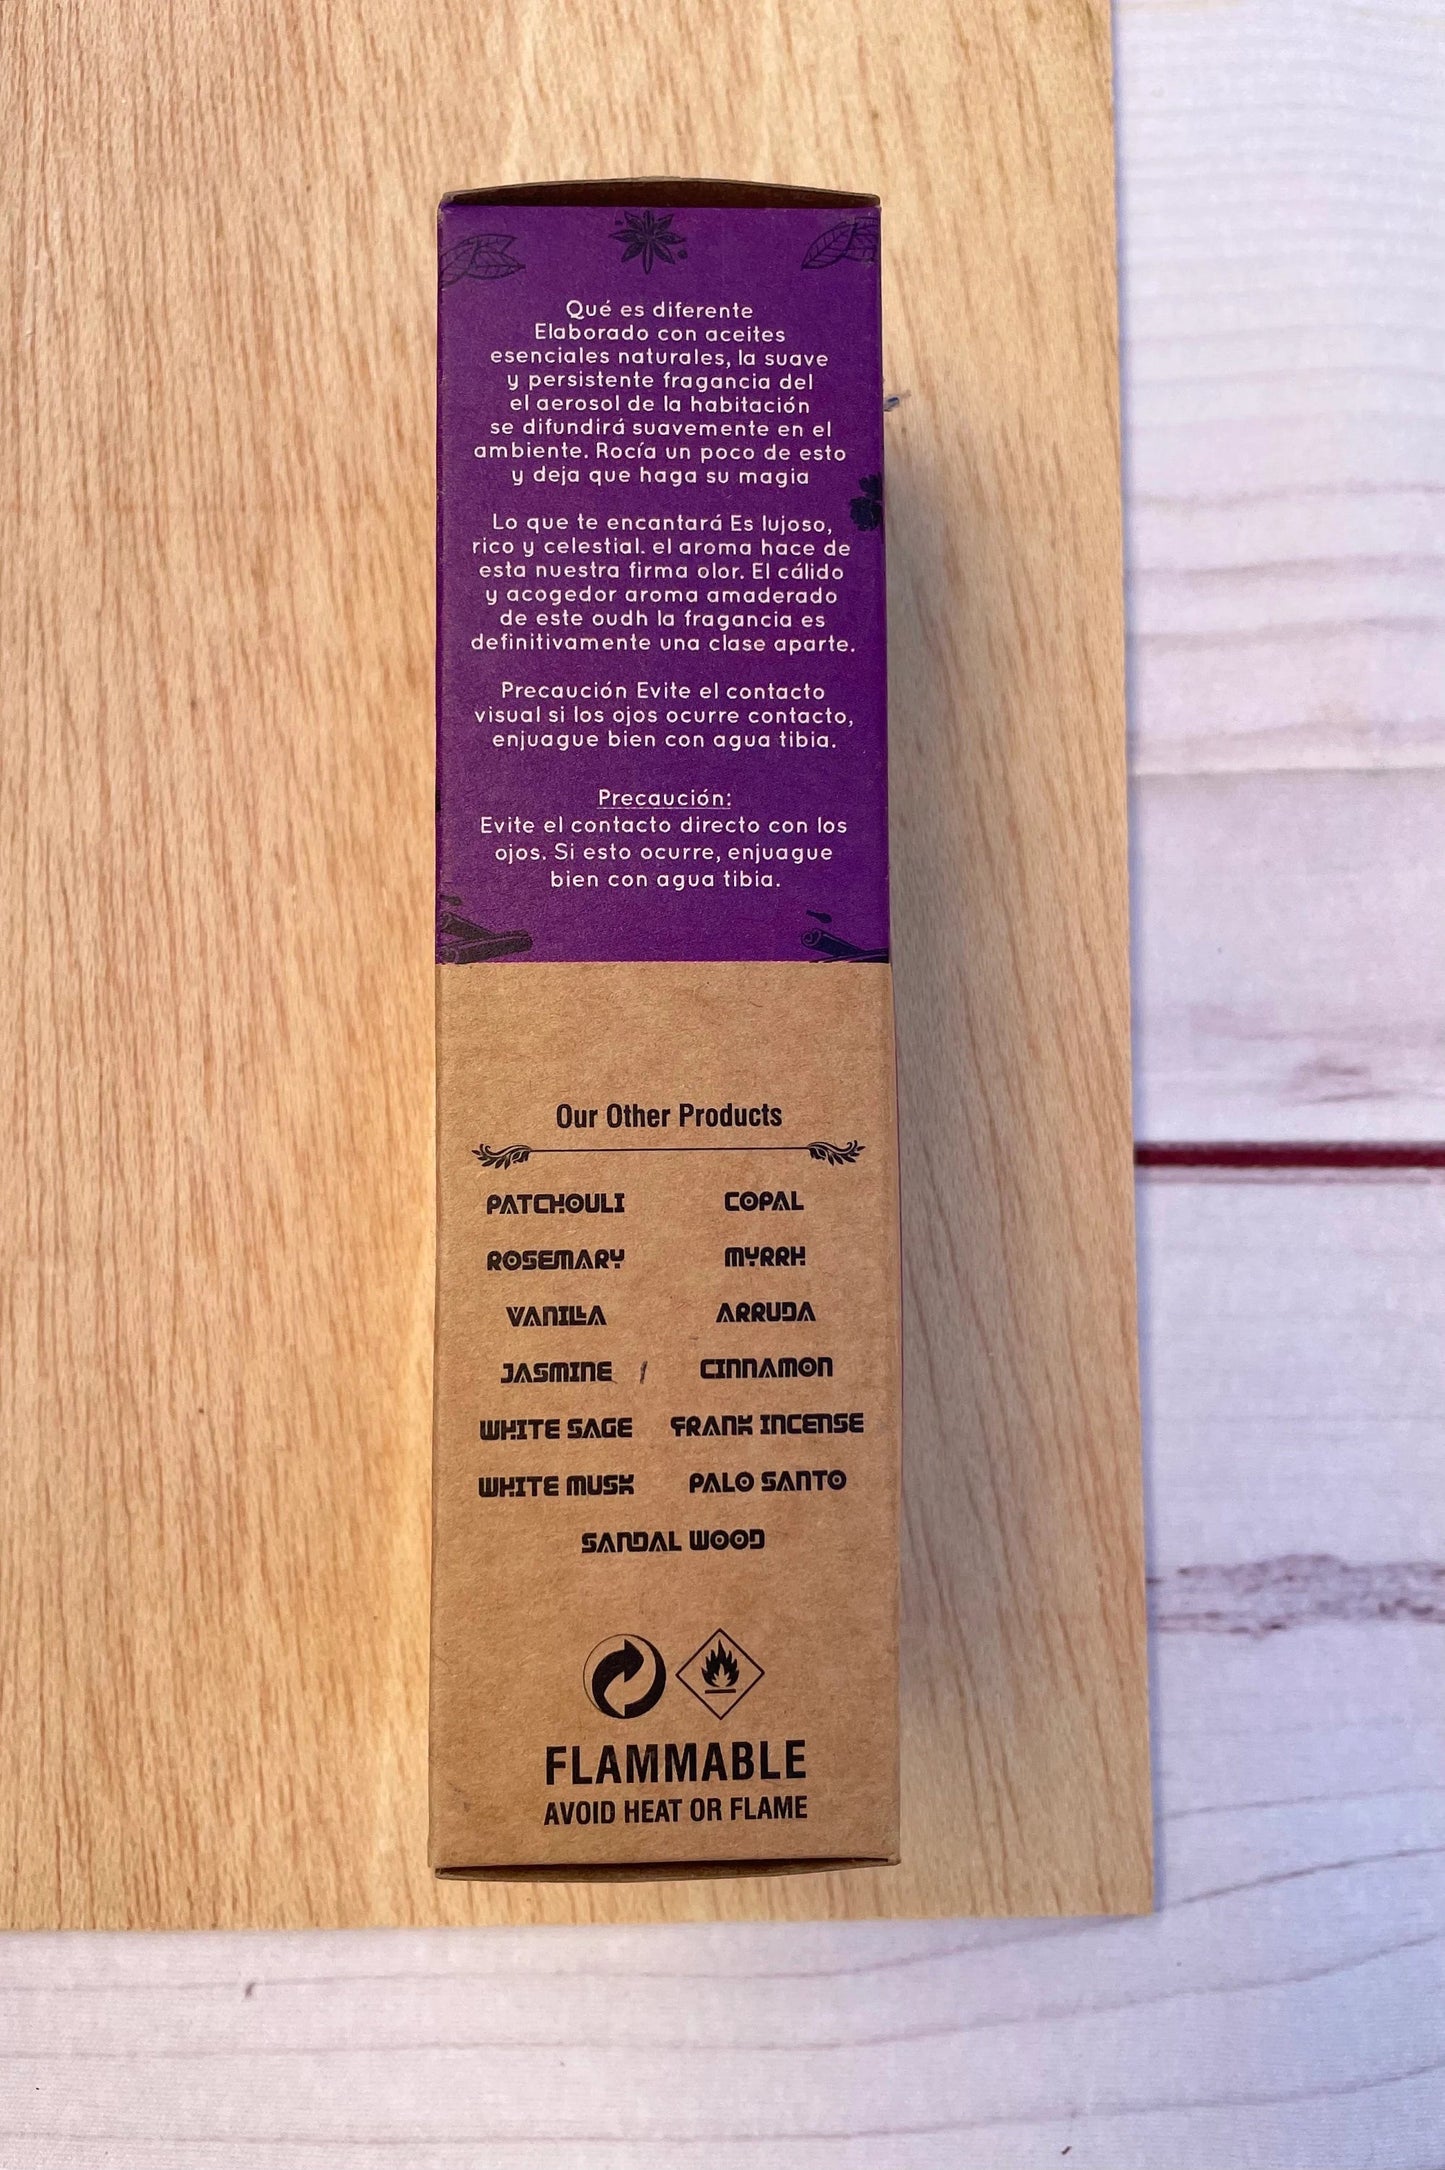 Qué es diferente
Elaborado con aceites
esenciales naturales, la suave
y persistente fragancia del
el aerosol de la habitación
se difundirá suavemente en el
ambiente. Rocía un poco de esto
y deja que haga su magia
Lo que te encantará Es lujoso,
rico y celestial. el aroma hace de
esta nuestra firma olor. El cálido
y acogedor aroma amaderado
de este oudh la fragancia es
definitivamente una clase aparte.
Precaución Evite el contacto
visual si los ojos ocurre contacto,
enjuague bien con agua tibia.
Precaución:
Evite el contacto directo con los
ojos. Si esto ocurre, enjuague
bien con agua tibia.
Our Other Products
PATCHOULI COPAL
ROSEMARY MYRRH
VANILLA ARRUDA
JASMINE CINNAMON
WHITE SAGE FRANK INCENSE
WHITE MUSK PALO SANTO
SANDAL WOOD
FLAMMABLE
AVOID HEAT OR FLAME